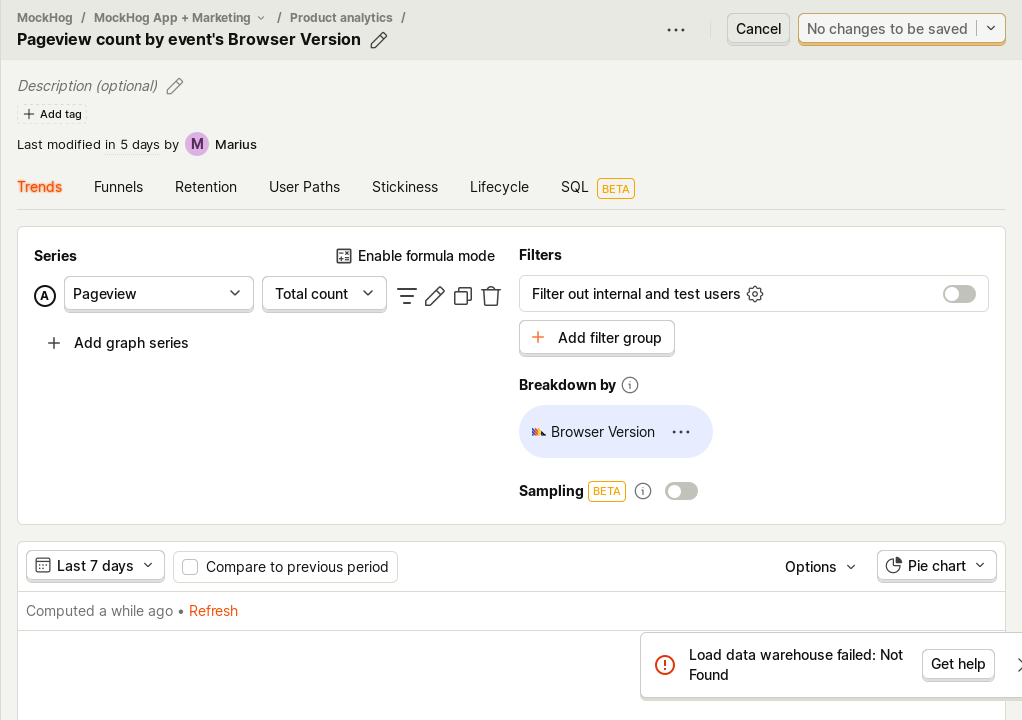 MockHog / MockHog App + Marketing / Product analytics /
Pageview count by event's Browser Version
Cancel
No changes to be saved
Description (optional)
Add tag
Last modified in 5 days by M Marius
Trends Funnels Retention User Paths Stickiness Lifecycle SQL BETA
Series
Enable formula mode
A Pageview Total count
Add graph series
Filters
Filter out internal and test users
Add filter group
Breakdown by
Browser Version
Sampling BETA
Last 7 days Compare to previous period Options Pie chart
Computed a while ago • Refresh
Load data warehouse failed: Not
Found
Get help